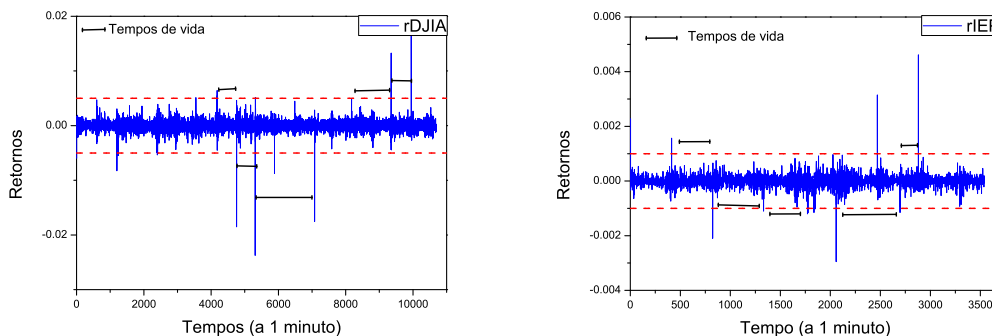 rDJIA
Tempos de vida
0.02
0.00
-0.02
Retornos
0
2000
4000
6000
8000
10000
Tempos (a 1 minuto)
rIEF
Tempos de vida
0.006
0.004
0.002
0.000
-0.002
-0.004
Retornos
0
500
1000
1500
2000
2500
3000
3500
Tempo (a 1 minuto)